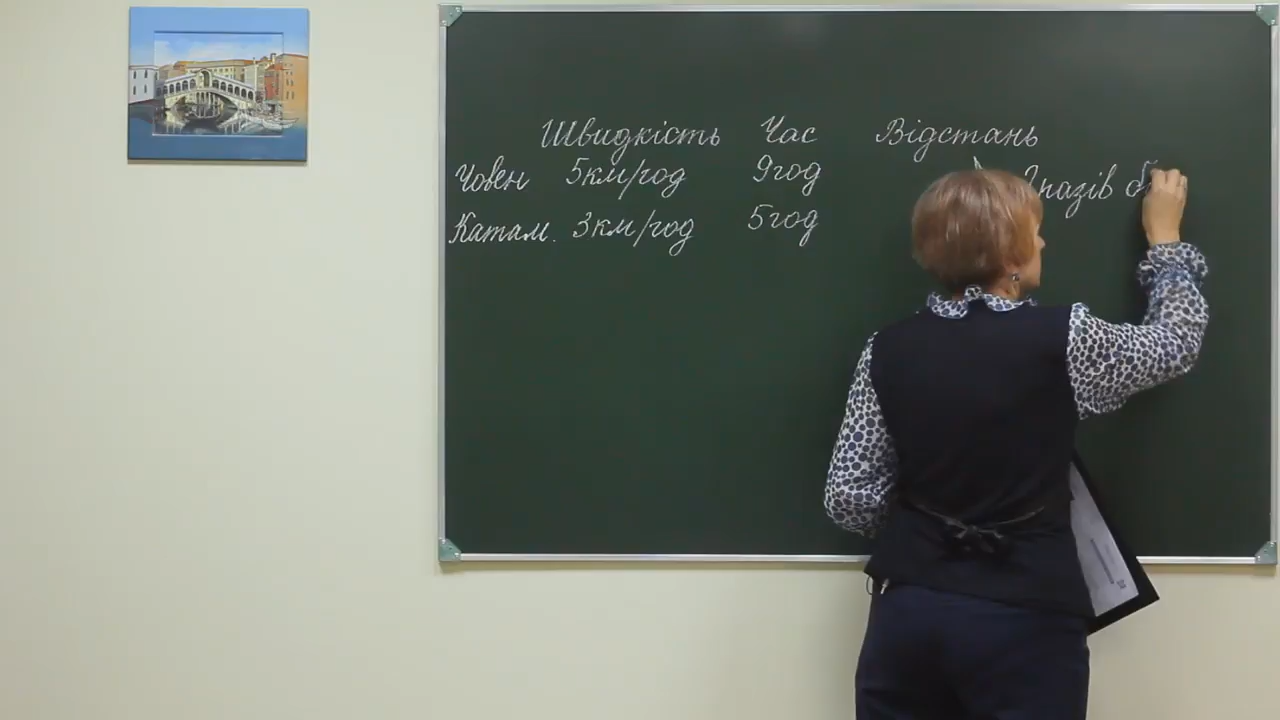 Швидкість Час Відстань
Човен 5км/год 9год
Катам. 3км/год 5год